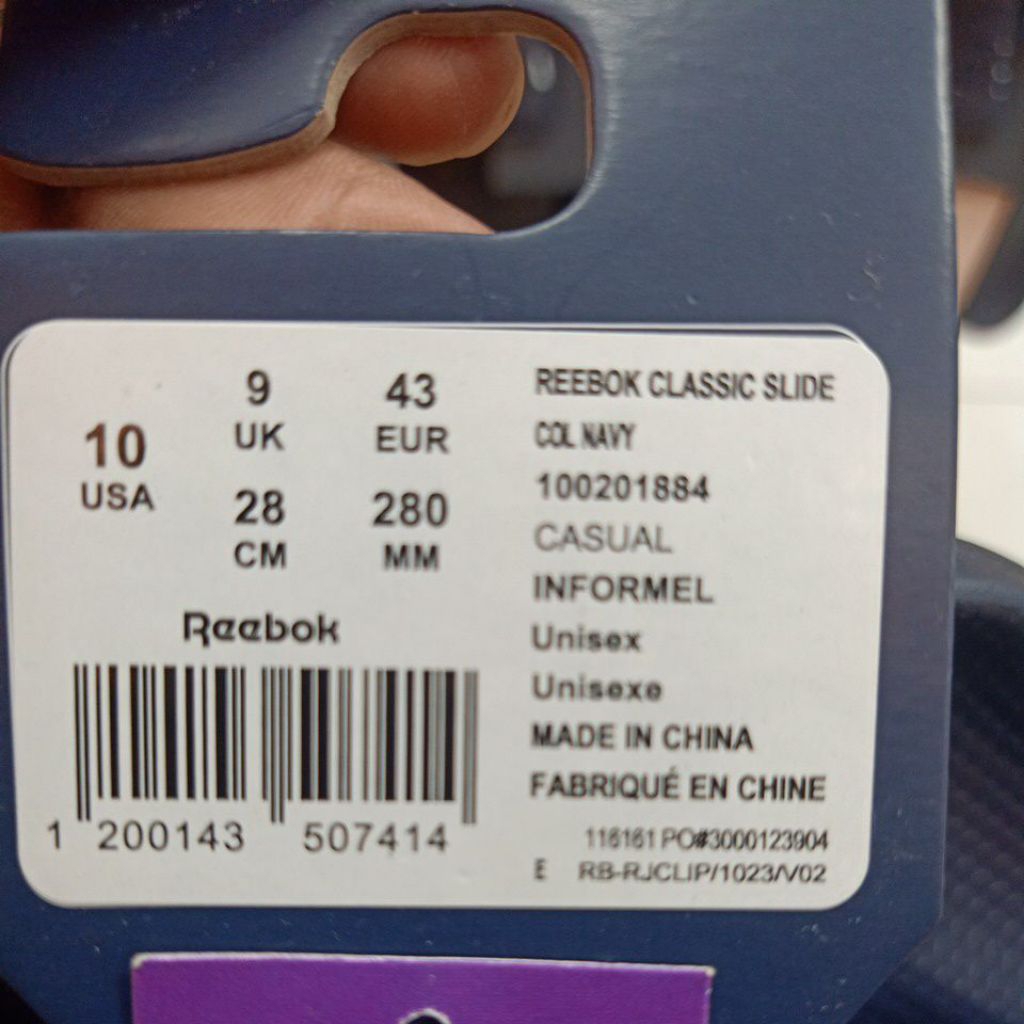 10
USA
9
UK
43
EUR
28
CM
280
MM
Reebok
1 200143 507414
REEBOK CLASSIC SLIDE
COL NAVY
100201884
CASUAL
INFORMEL
Unisex
Unisexe
MADE IN CHINA
FABRIQUÉ EN CHINE
116161 PO#3000123904
E RB-RJCLIP/1023/V02